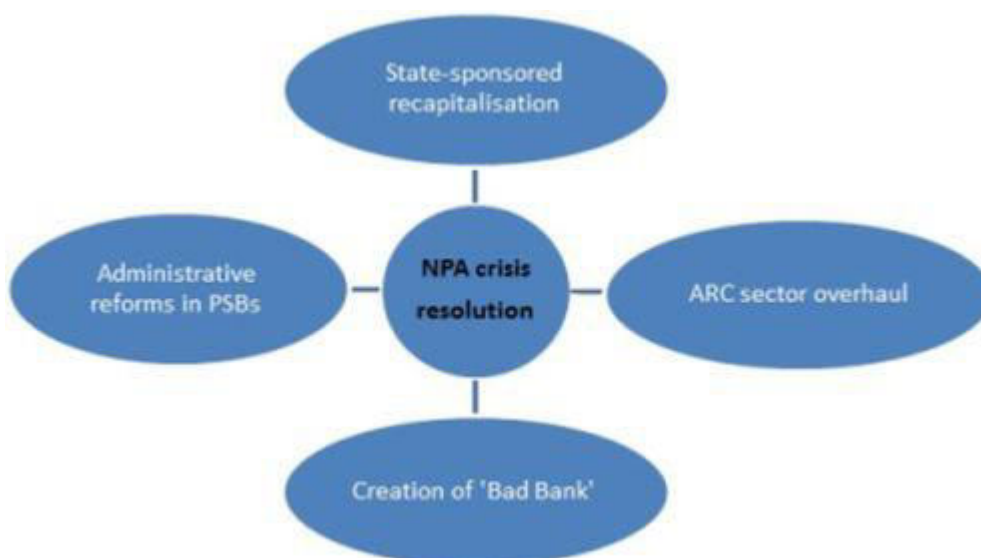 State-sponsored
recapitalisation
Administrative
reforms in PSBs
NPA crisis
resolution
ARC sector overhaul
Creation of 'Bad Bank'